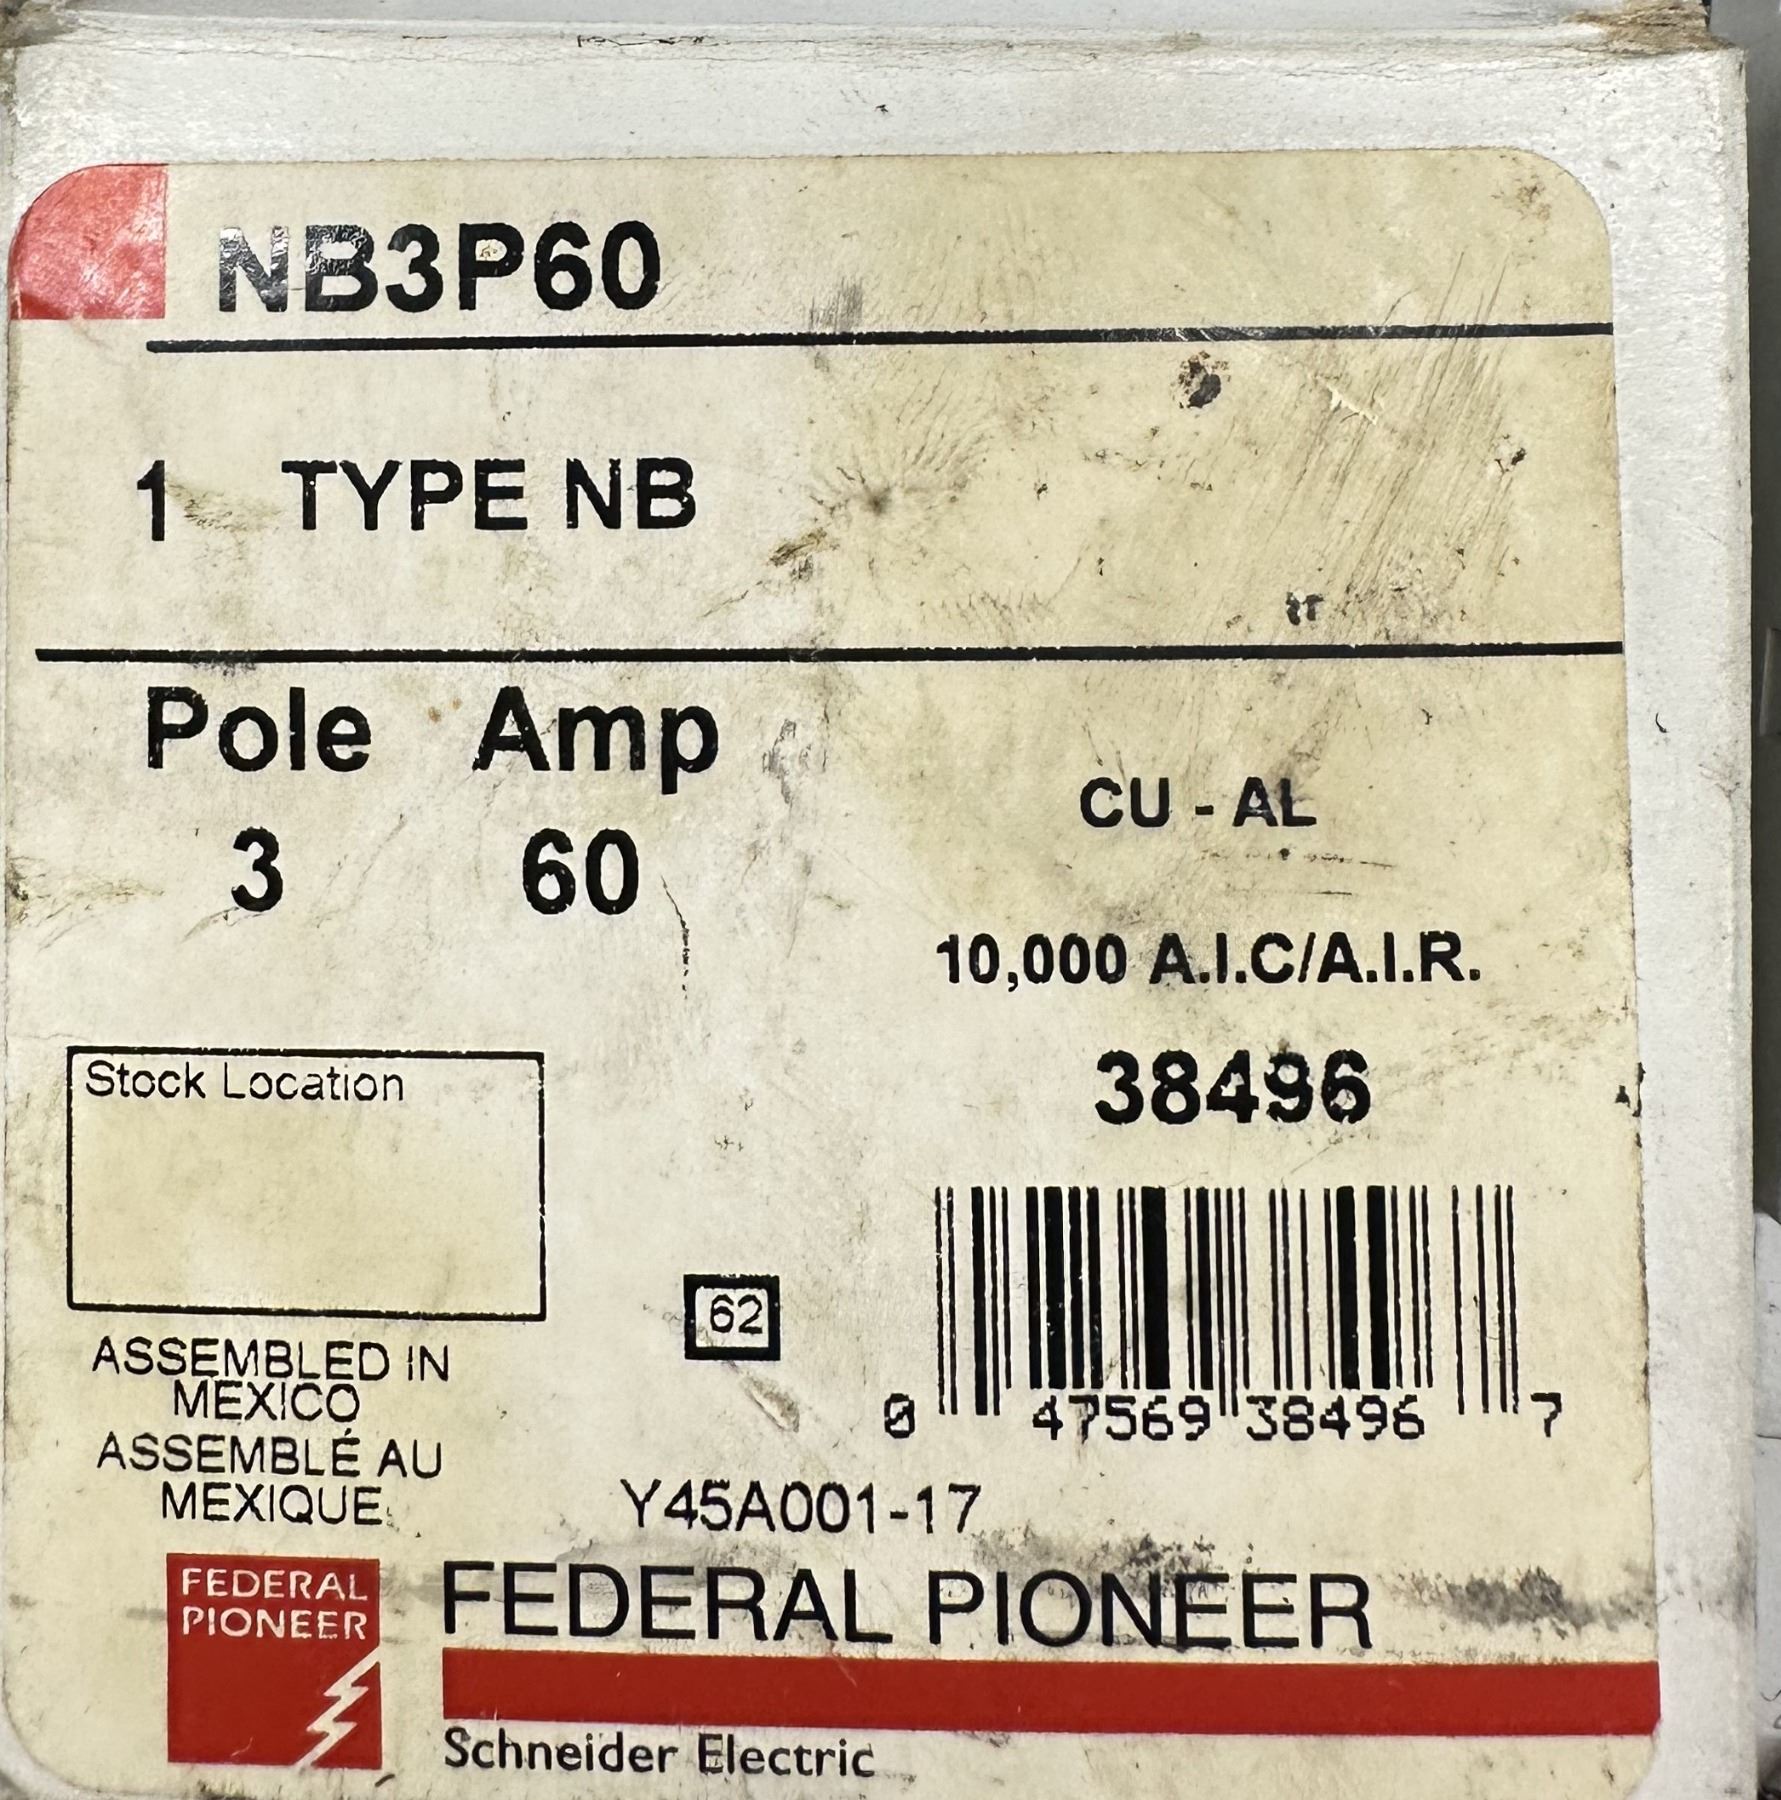 NB3P60
1 TYPE NB
Pole Amp
3 60
CU - AL
10,000 A.I.C/A.I.R.
38496
Stock Location
62
0 47569 38496 7
ASSEMBLED IN
MEXICO
ASSEMBLÉ AU
MEXIQUE
Y45A001-17
FEDERAL
PIONEER
FEDERAL PIONEER
Schneider Electric